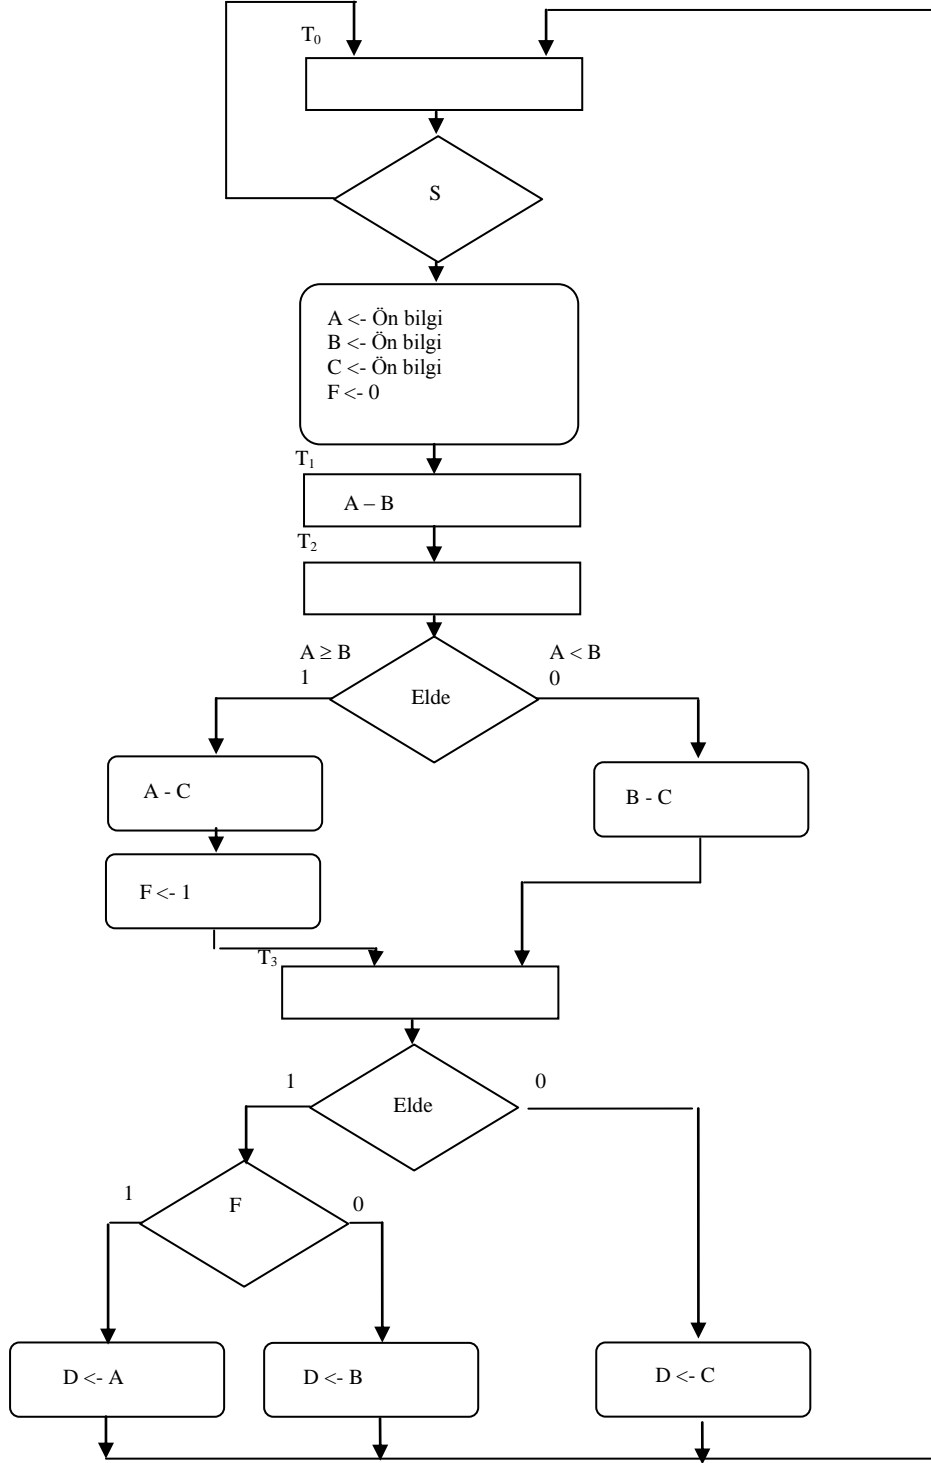 T₀
S
A <- Ön bilgi
B <- Ön bilgi
C <- Ön bilgi
F <- 0
T₁
A – B
T₂
A ≥ B
1
A < B
0
Elde
A - C
B - C
F <- 1
T₃
1
0
Elde
1
0
F
D <- A
D <- B
D <- C